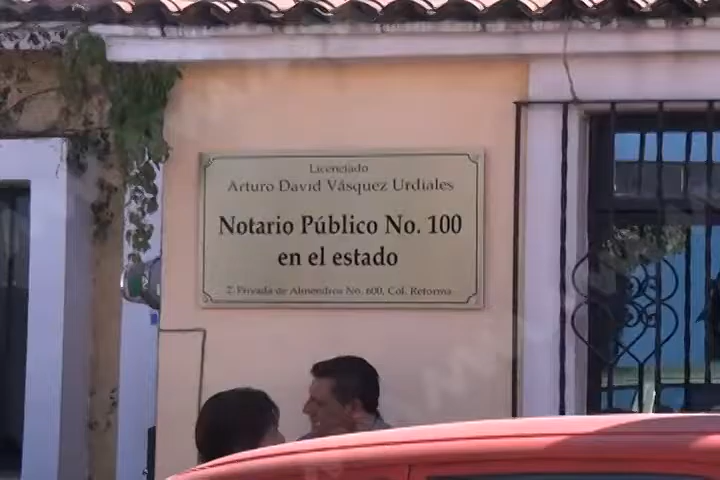 Licenciado
Arturo David Vásquez Urdiales
Notario Público No. 100
en el estado
2ª Privada de Almendros No. 600, Col. Reforma